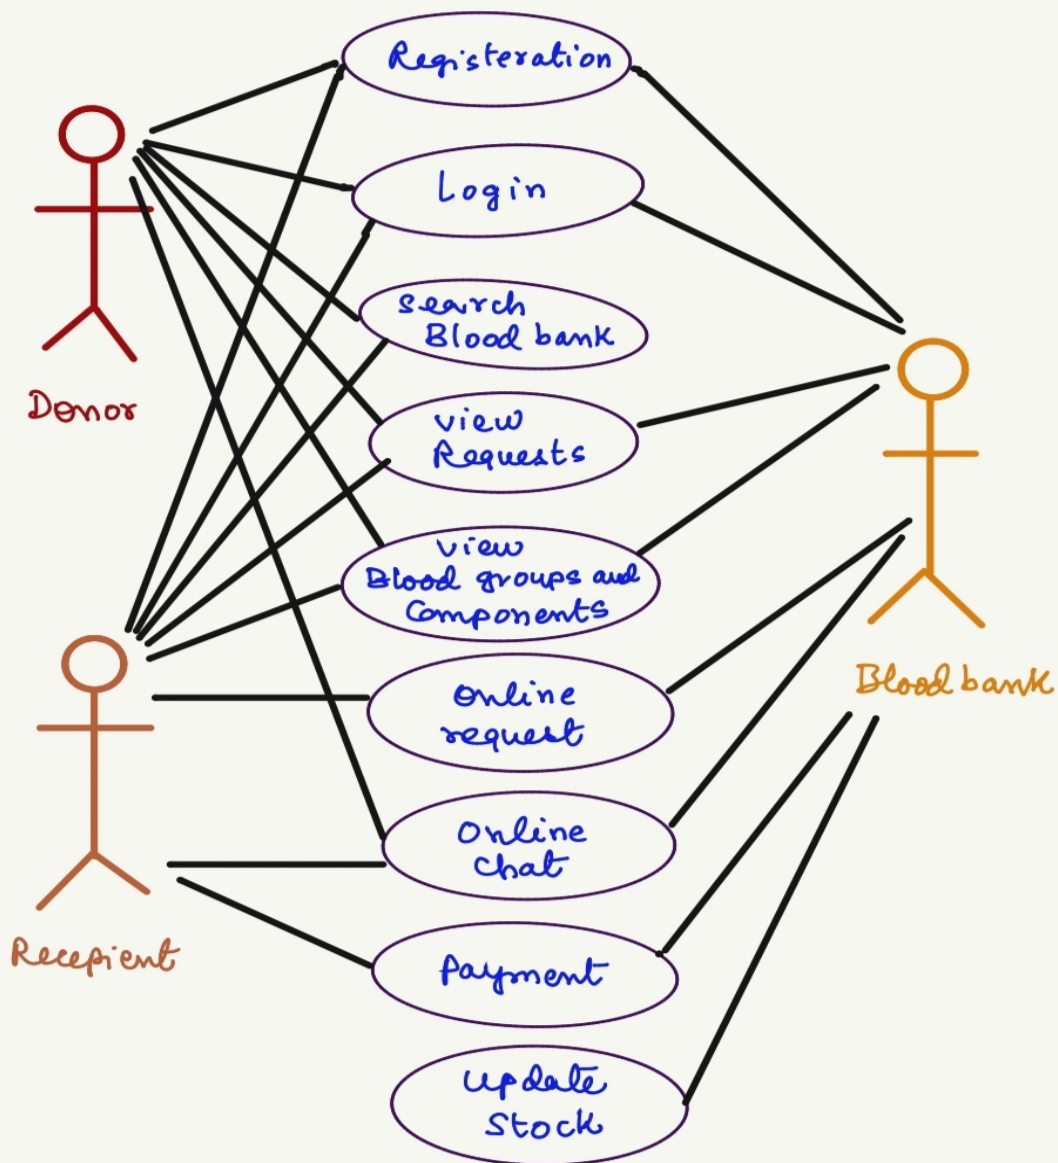 Registeration
Login
Search
Blood bank
Donor
view
Requests
view
Blood groups and
Components
Online
request
Blood bank
Online
chat
Recepient
Payment
update
Stock